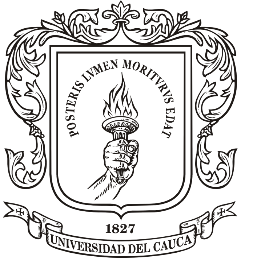 POSTERIS LVMEN MORITVRVS EDAT
1827
UNIVERSIDAD DEL CAUCA